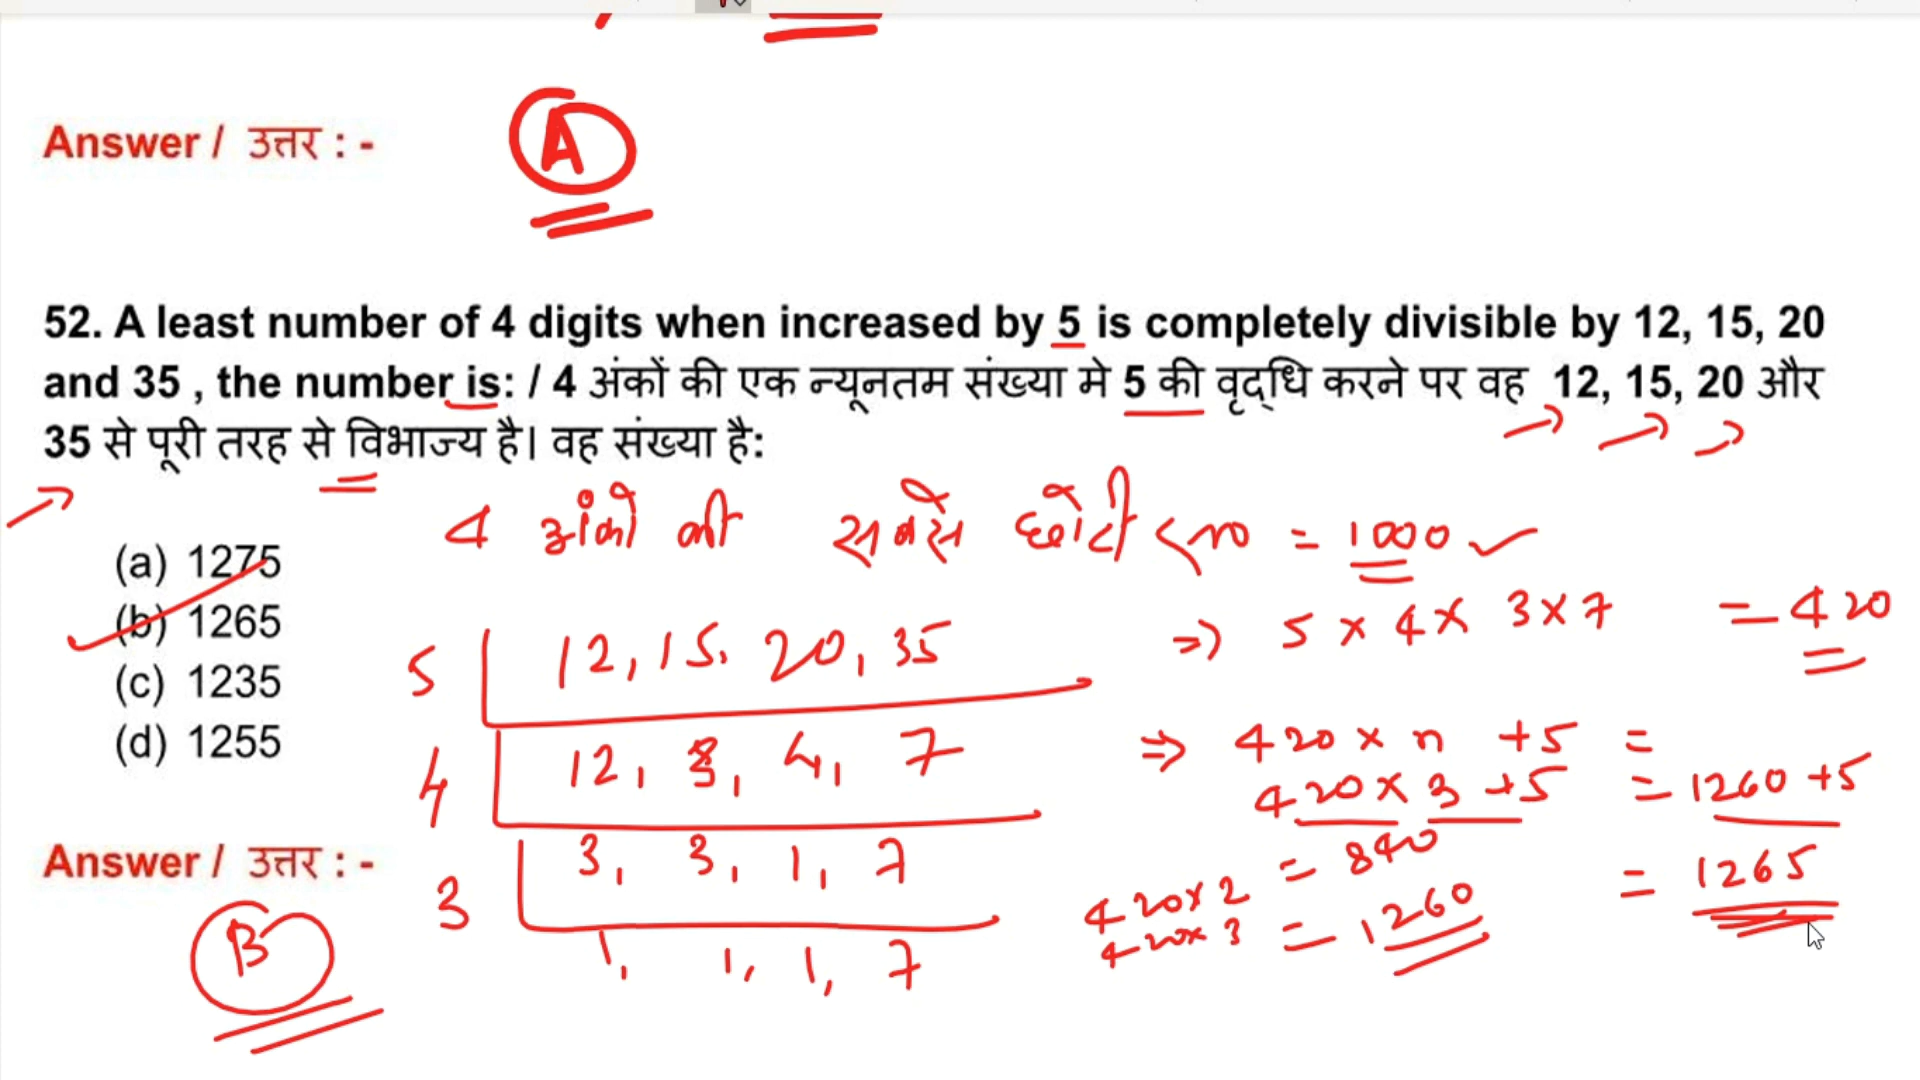 Answer / उत्तर : -
A
52. A least number of 4 digits when increased by 5 is completely divisible by 12, 15, 20
and 35 , the number is: / 4 अंकों की एक न्यूनतम संख्या मे 5 की वृद्धि करने पर वह 12, 15, 20 और
35 से पूरी तरह से विभाज्य है। वह संख्या है:
4 अंको की सबसे छोटी = 1000
(a) 1275
(b) 1265
(c) 1235
(d) 1255
5 12, 15, 20, 35
4 12, 3, 4, 7
3 3, 3, 1, 7
1, 1, 1, 7
=> 5 x 4 x 3 x 7 = 420
=> 420 x n +5 =
420 x 3 +5 = 1260 +5
= 1265
420x2 = 840
420x3 = 1260
Answer / उत्तर : -
B